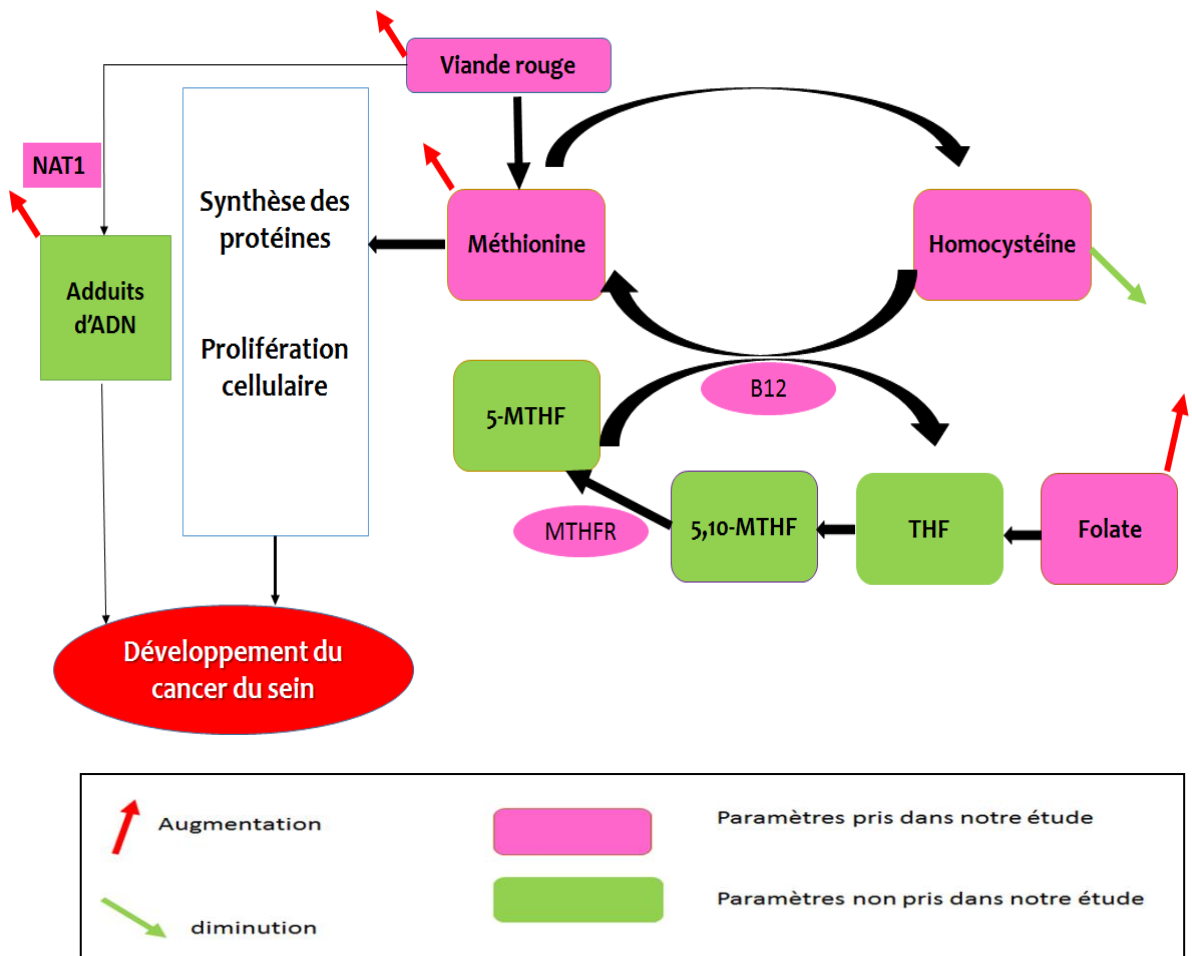 Viande rouge
NAT1
Synthèse des
protéines
Méthionine
Homocystéine
Adduits
d'ADN
Prolifération
cellulaire
B12
5-MTHF
MTHFR
5,10-MTHF
THF
Folate
Développement du
cancer du sein
Augmentation
Paramètres pris dans notre étude
diminution
Paramètres non pris dans notre étude